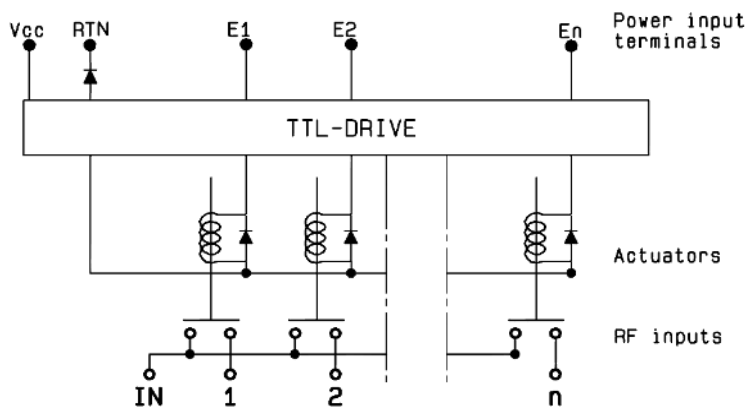 Vcc RTN E1 E2 En Power input
terminals
TTL-DRIVE
Actuators
RF inputs
IN 1 2 n